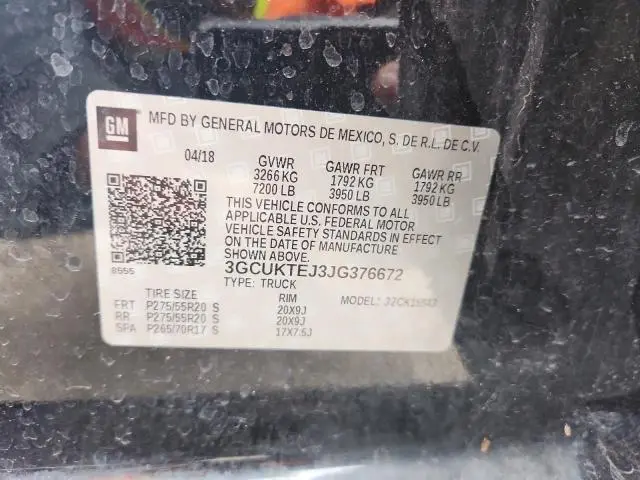 GM
MFD BY GENERAL MOTORS DE MEXICO, S. DE R.L. DE C.V.
04/18 GVWR GAWR FRT GAWR RR
3266 KG 1792 KG 1792 KG
7200 LB 3950 LB 3950 LB
THIS VEHICLE CONFORMS TO ALL
APPLICABLE U.S. FEDERAL MOTOR
VEHICLE SAFETY STANDARDS IN EFFECT
ON THE DATE OF MANUFACTURE
SHOWN ABOVE.
8555
3GCUKTEJ3JG376672
TYPE: TRUCK
TIRE SIZE RIM MODEL:
FRT P275/55R20 S 20X9J
RR P275/55R20 S 20X9J
SPA P265/70R17 S 17X7.5J